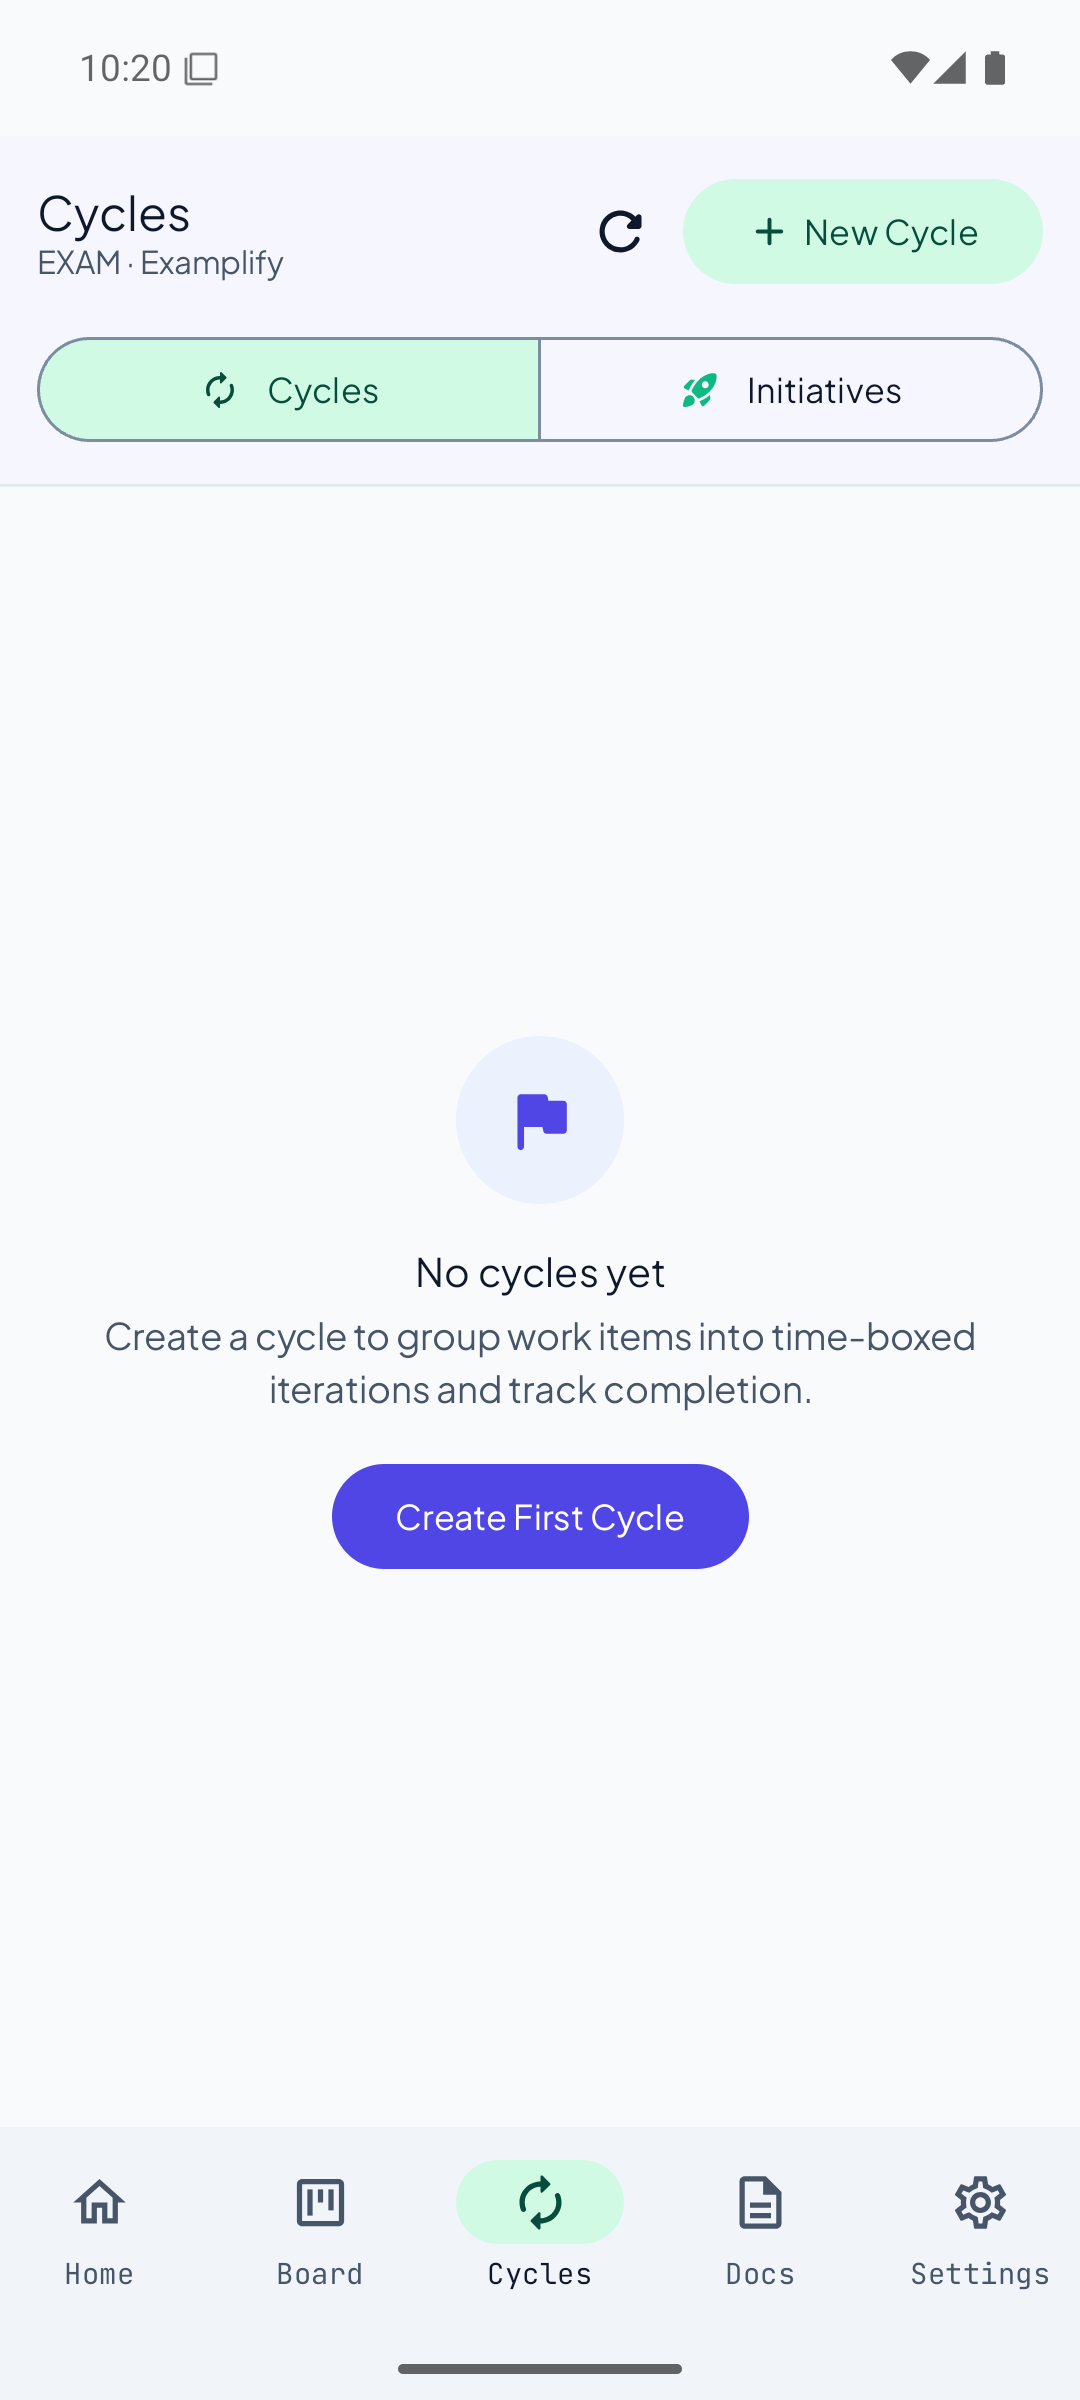 10:20
Cycles
EXAM · Examplify
New Cycle
Cycles
Initiatives
No cycles yet
Create a cycle to group work items into time-boxed
iterations and track completion.
Create First Cycle
Home
Board
Cycles
Docs
Settings